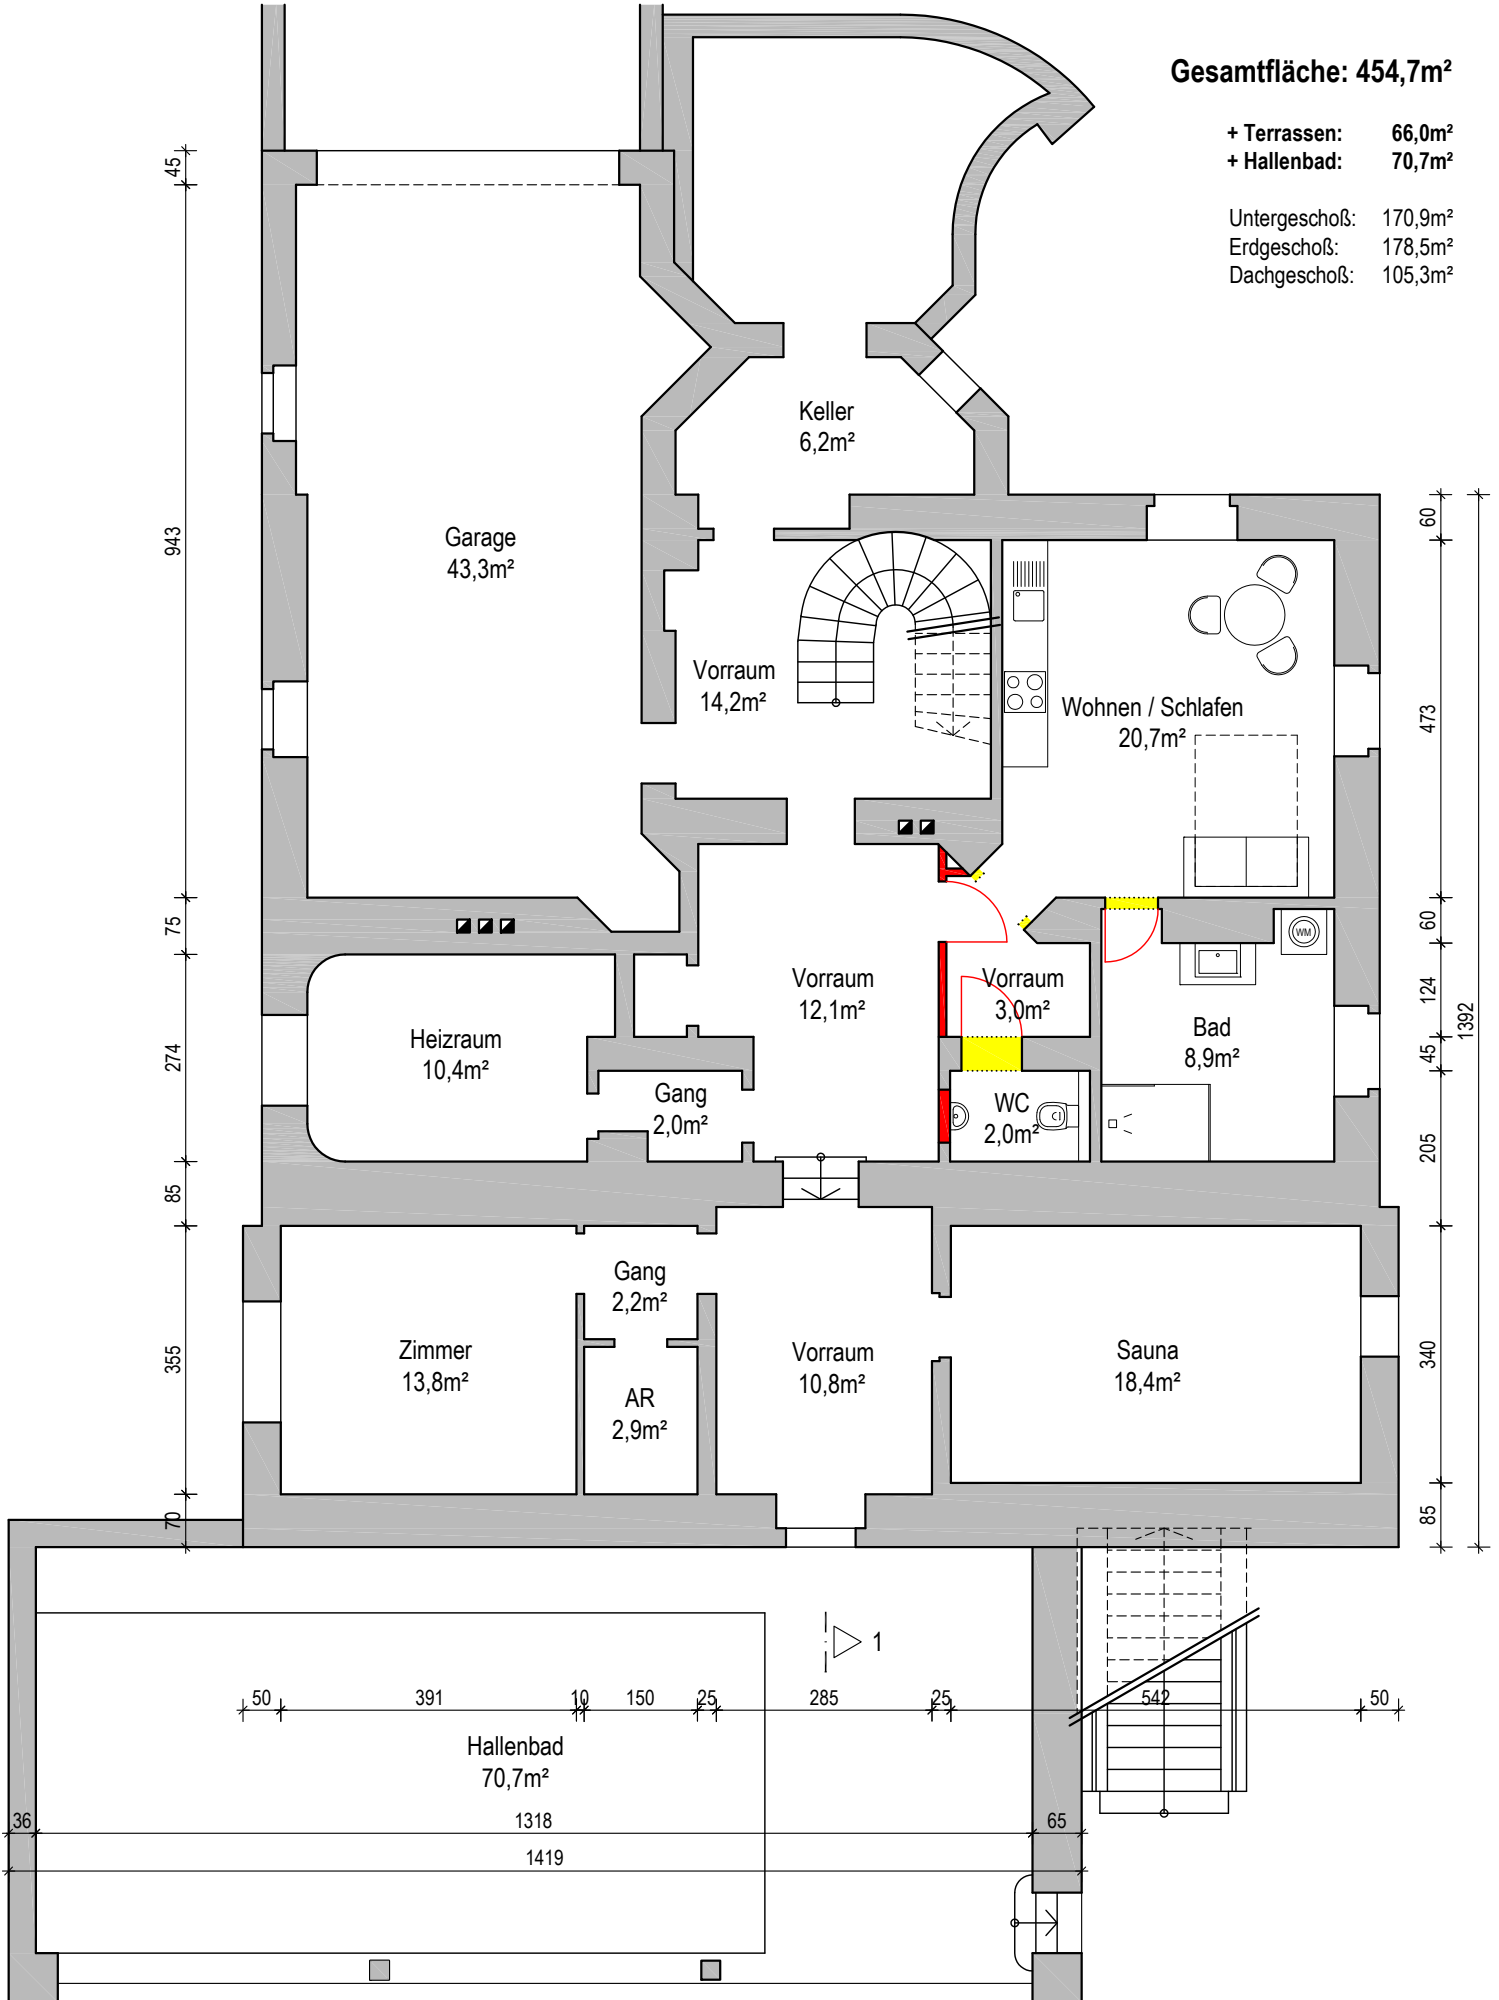 Gesamtfläche: 454,7m²
+ Terrassen: 66,0m²
+ Hallenbad: 70,7m²
Untergeschoß: 170,9m²
Erdgeschoß: 178,5m²
Dachgeschoß: 105,3m²
45
943
75
274
85
355
70
Keller
6,2m²
Garage
43,3m²
Vorraum
14,2m²
Wohnen / Schlafen
20,7m²
60
473
60
124
45
205
340
85
1392
WM
Vorraum
12,1m²
Vorraum
3,0m²
Bad
8,9m²
Heizraum
10,4m²
Gang
2,0m²
WC
2,0m²
Gang
2,2m²
Zimmer
13,8m²
AR
2,9m²
Vorraum
10,8m²
Sauna
18,4m²
1
50 391 10 150 25 285 25 542 50
Hallenbad
70,7m²
36 1318 65
1419